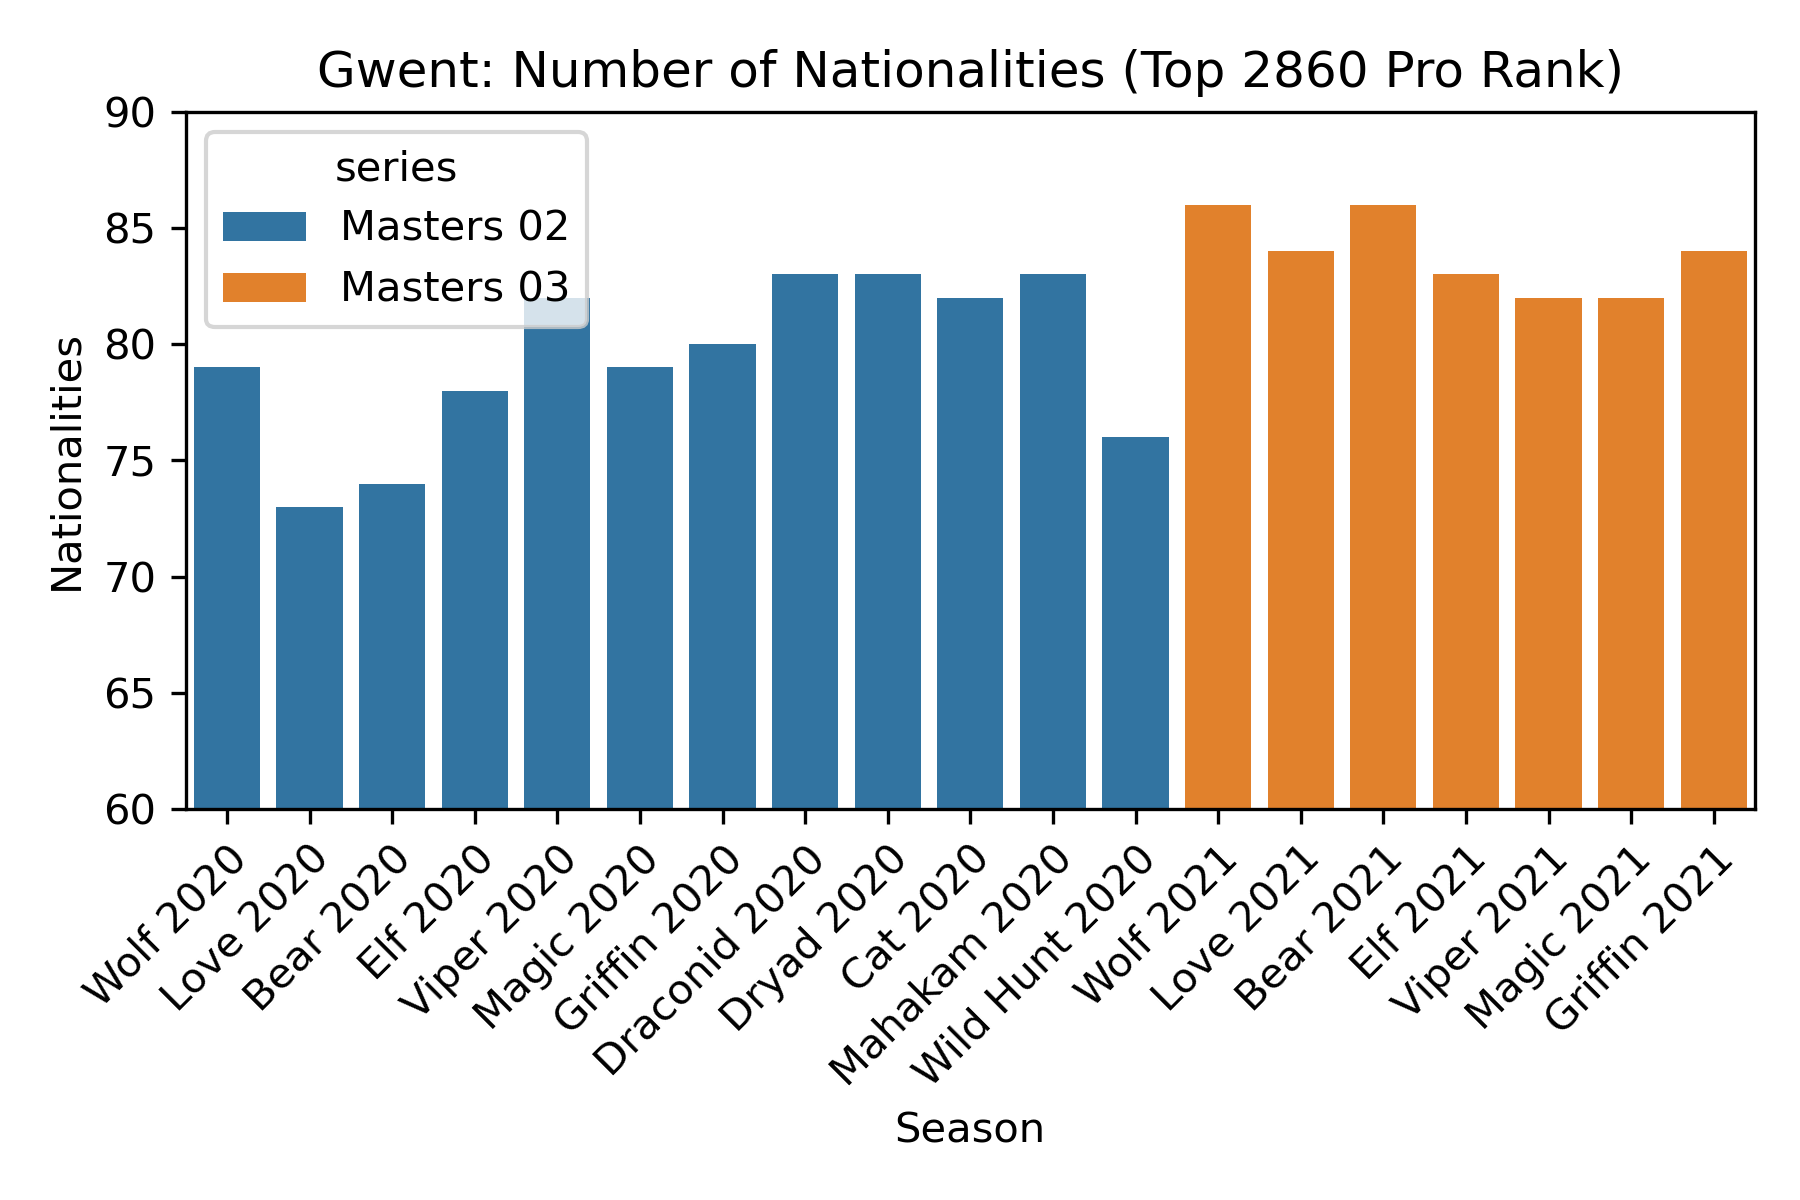 Gwent: Number of Nationalities (Top 2860 Pro Rank)
series
Masters 02
Masters 03
Nationalities
90
85
80
75
70
65
60
Wolf 2020
Love 2020
Bear 2020
Elf 2020
Viper 2020
Magic 2020
Griffin 2020
Draconid 2020
Dryad 2020
Cat 2020
Mahakam 2020
Wild Hunt 2020
Wolf 2021
Love 2021
Bear 2021
Elf 2021
Viper 2021
Magic 2021
Griffin 2021
Season